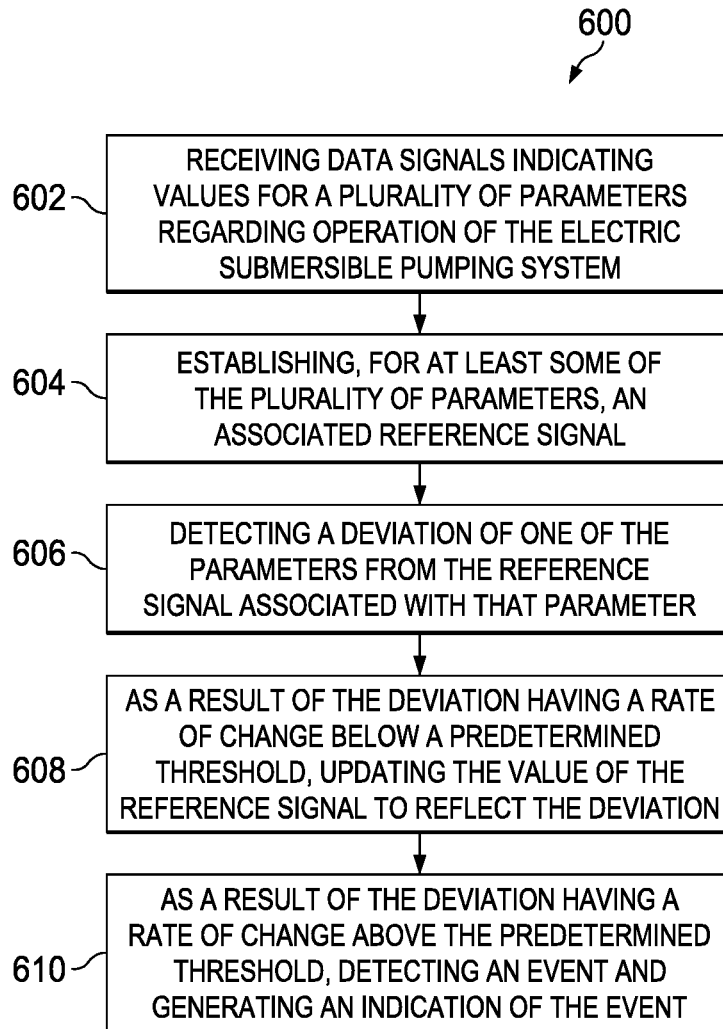 600
602
RECEIVING DATA SIGNALS INDICATING
VALUES FOR A PLURALITY OF PARAMETERS
REGARDING OPERATION OF THE ELECTRIC
SUBMERSIBLE PUMPING SYSTEM
604
ESTABLISHING, FOR AT LEAST SOME OF
THE PLURALITY OF PARAMETERS, AN
ASSOCIATED REFERENCE SIGNAL
606
DETECTING A DEVIATION OF ONE OF THE
PARAMETERS FROM THE REFERENCE
SIGNAL ASSOCIATED WITH THAT PARAMETER
608
AS A RESULT OF THE DEVIATION HAVING A RATE
OF CHANGE BELOW A PREDETERMINED
THRESHOLD, UPDATING THE VALUE OF THE
REFERENCE SIGNAL TO REFLECT THE DEVIATION
610
AS A RESULT OF THE DEVIATION HAVING A
RATE OF CHANGE ABOVE THE PREDETERMINED
THRESHOLD, DETECTING AN EVENT AND
GENERATING AN INDICATION OF THE EVENT